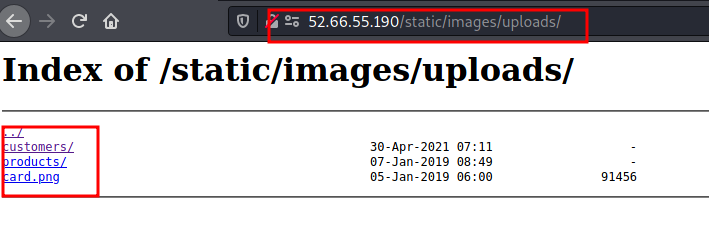 52.66.55.190/static/images/uploads/
Index of /static/images/uploads/
../
customers/ 30-Apr-2021 07:11 -
products/ 07-Jan-2019 08:49 -
card.png 05-Jan-2019 06:00 91456